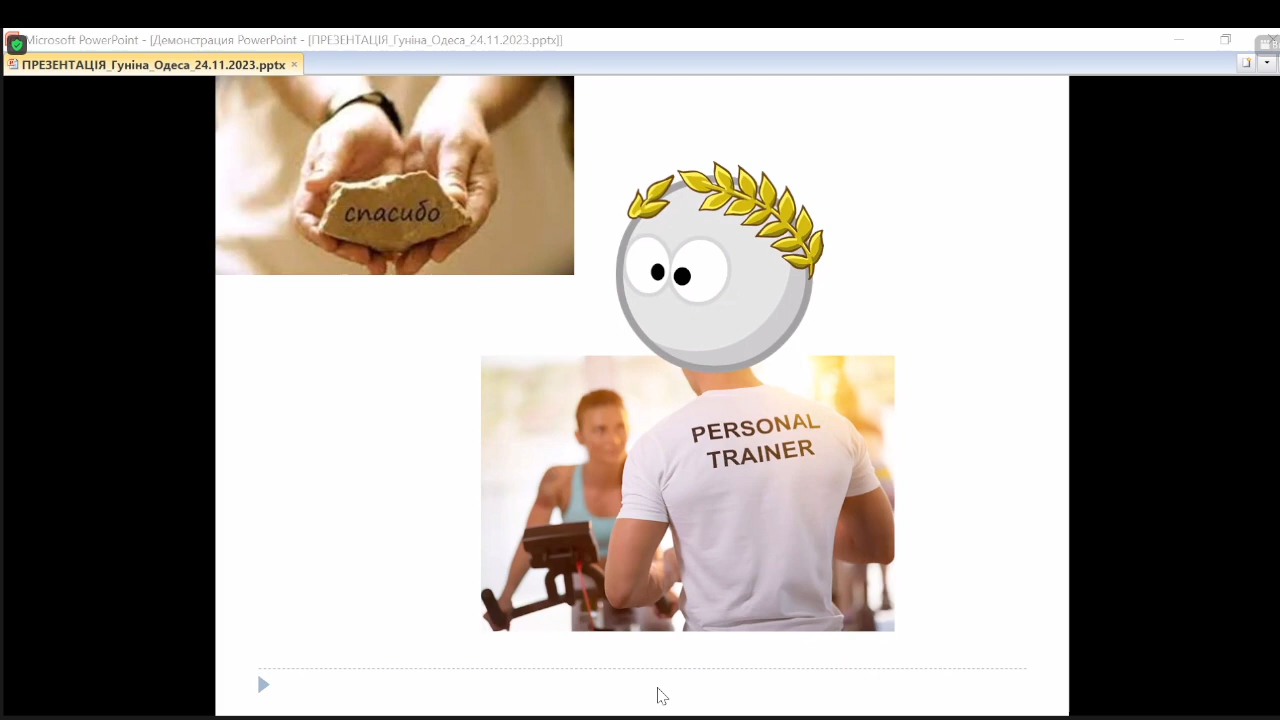 Microsoft PowerPoint - [Демонстрация PowerPoint - [ПРЕЗЕНТАЦІЯ_Гуніна_Одеса_24.11.2023.pptx]]
ПРЕЗЕНТАЦІЯ_Гуніна_Одеса_24.11.2023.pptx
спасибо
PERSONAL
TRAINER